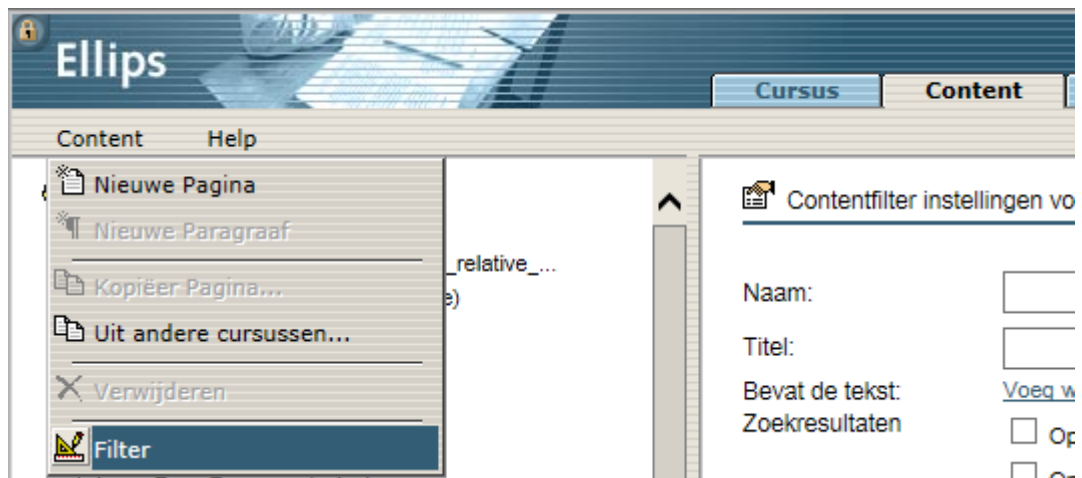 Ellips
Cursus
Content
Content
Help
Nieuwe Pagina
Nieuwe Paragraaf
Kopiëer Pagina...
Uit andere cursussen...
Verwijderen
Filter
_relative_...
e)
Contentfilter instellingen vo
Naam:
Titel:
Bevat de tekst:
Voeg w
Zoekresultaten
Op